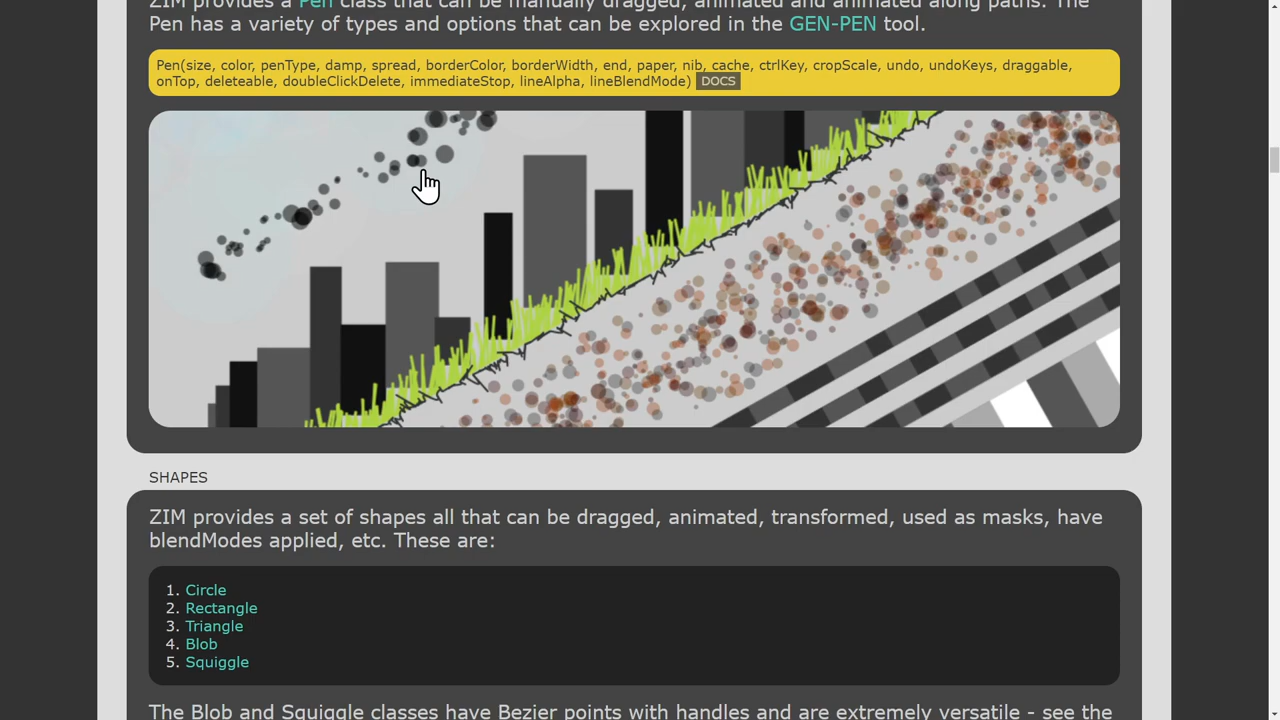 ZIM provides a Pen class that can be manually dragged, animated and animated along paths. The
Pen has a variety of types and options that can be explored in the GEN-PEN tool.
Pen(size, color, penType, damp, spread, borderColor, borderWidth, end, paper, nib, cache, ctrlKey, cropScale, undo, undoKeys, draggable,
onTop, deleteable, doubleClickDelete, immediateStop, lineAlpha, lineBlendMode) DOCS
SHAPES
ZIM provides a set of shapes all that can be dragged, animated, transformed, used as masks, have
blendModes applied, etc. These are:
1. Circle
2. Rectangle
3. Triangle
4. Blob
5. Squiggle
The Blob and Squiggle classes have Bezier points with handles and are extremely versatile - see the